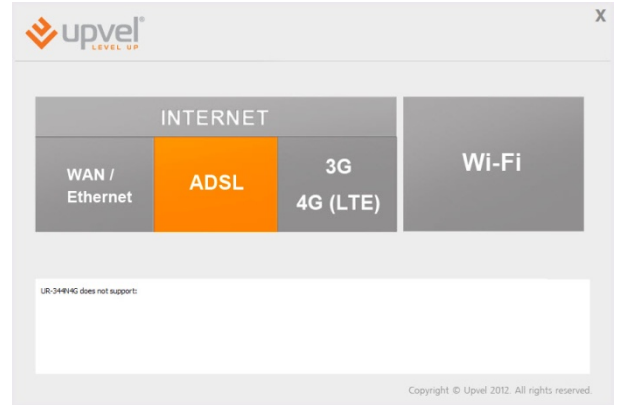 X
upvel®
LEVEL UP
INTERNET
WAN /
Ethernet
ADSL
3G
4G (LTE)
Wi-Fi
UR-344N4G does not support:
Copyright © Upvel 2012. All rights reserved.